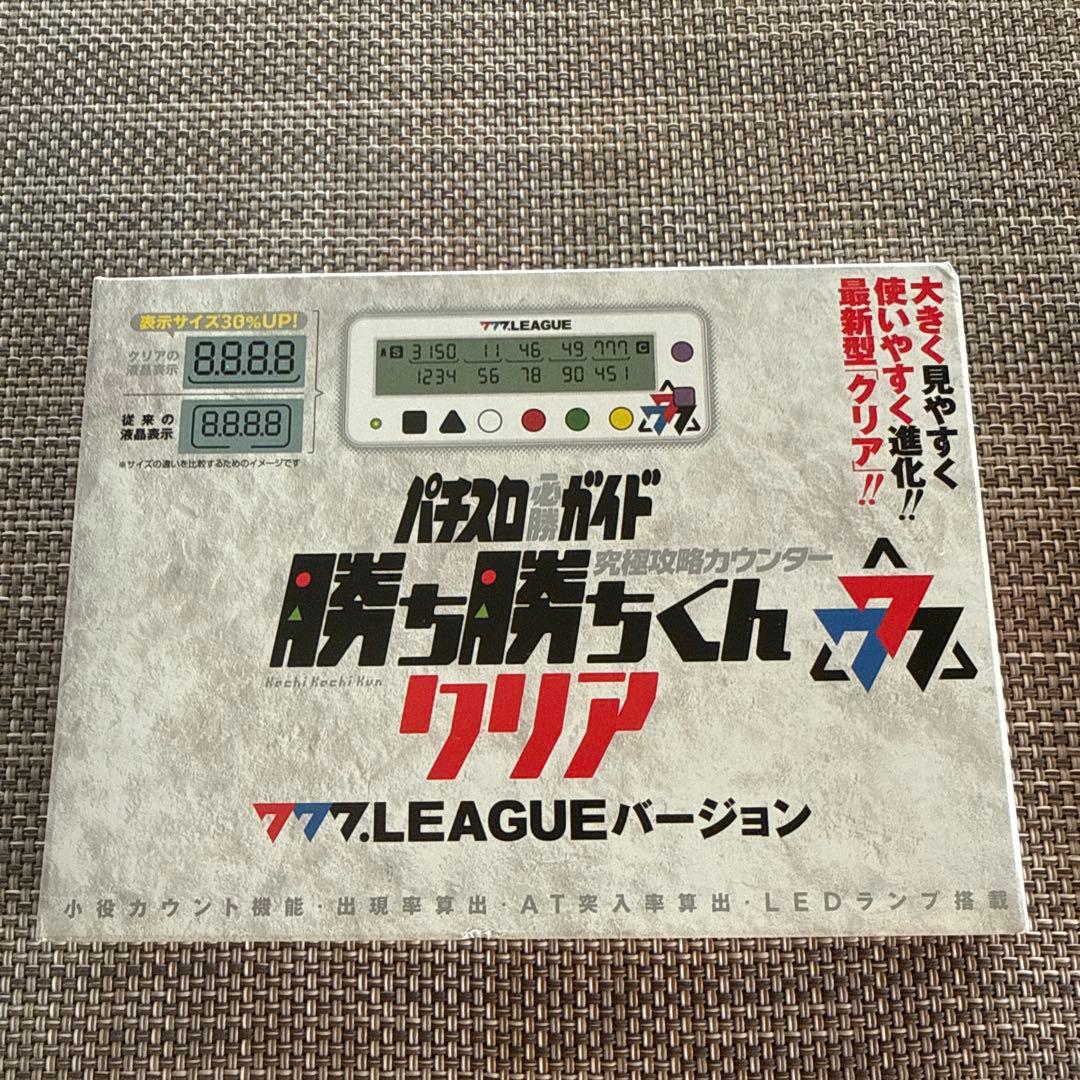 大きく見やすく
使いやすく進化!!
最新型「クリア」!!
表示サイズ30%UP!
クリアの
液晶表示
8.8.8.8
従来の
液晶表示
8.8.8.8
※サイズの違いを比較するためのイメージです
777.LEAGUE
A S 3150 11 46 49 777 C
1234 56 78 90 451
777
パチスロ必勝ガイド
究極攻略カウンター
勝ち勝ちくん
Kachi Kachi Kun
クリア
777
777.LEAGUEバージョン
小役カウント機能・出現率算出・AT突入率算出・LEDランプ搭載